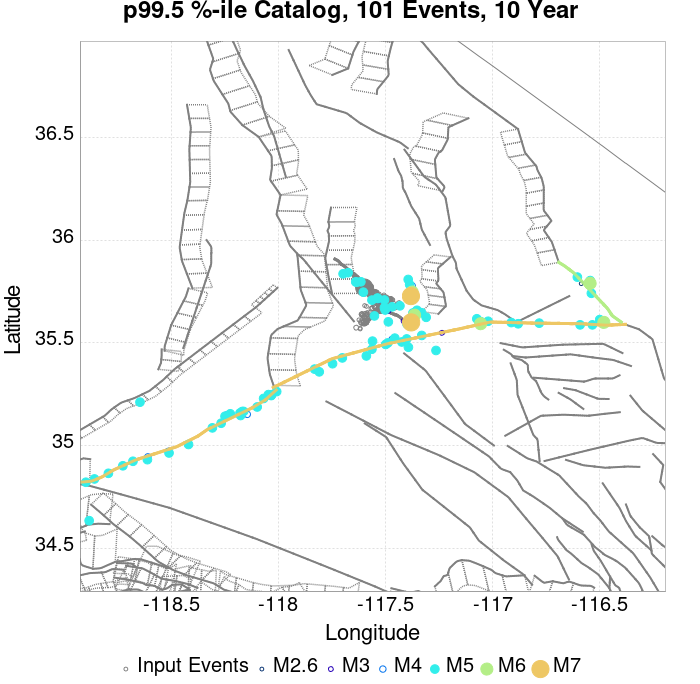 p99.5 %-ile Catalog, 101 Events, 10 Year
36.5
36
35.5
35
34.5
Latitude
-118.5 -118 -117.5 -117 -116.5
Longitude
Input Events M2.6 M3 M4 M5 M6 M7